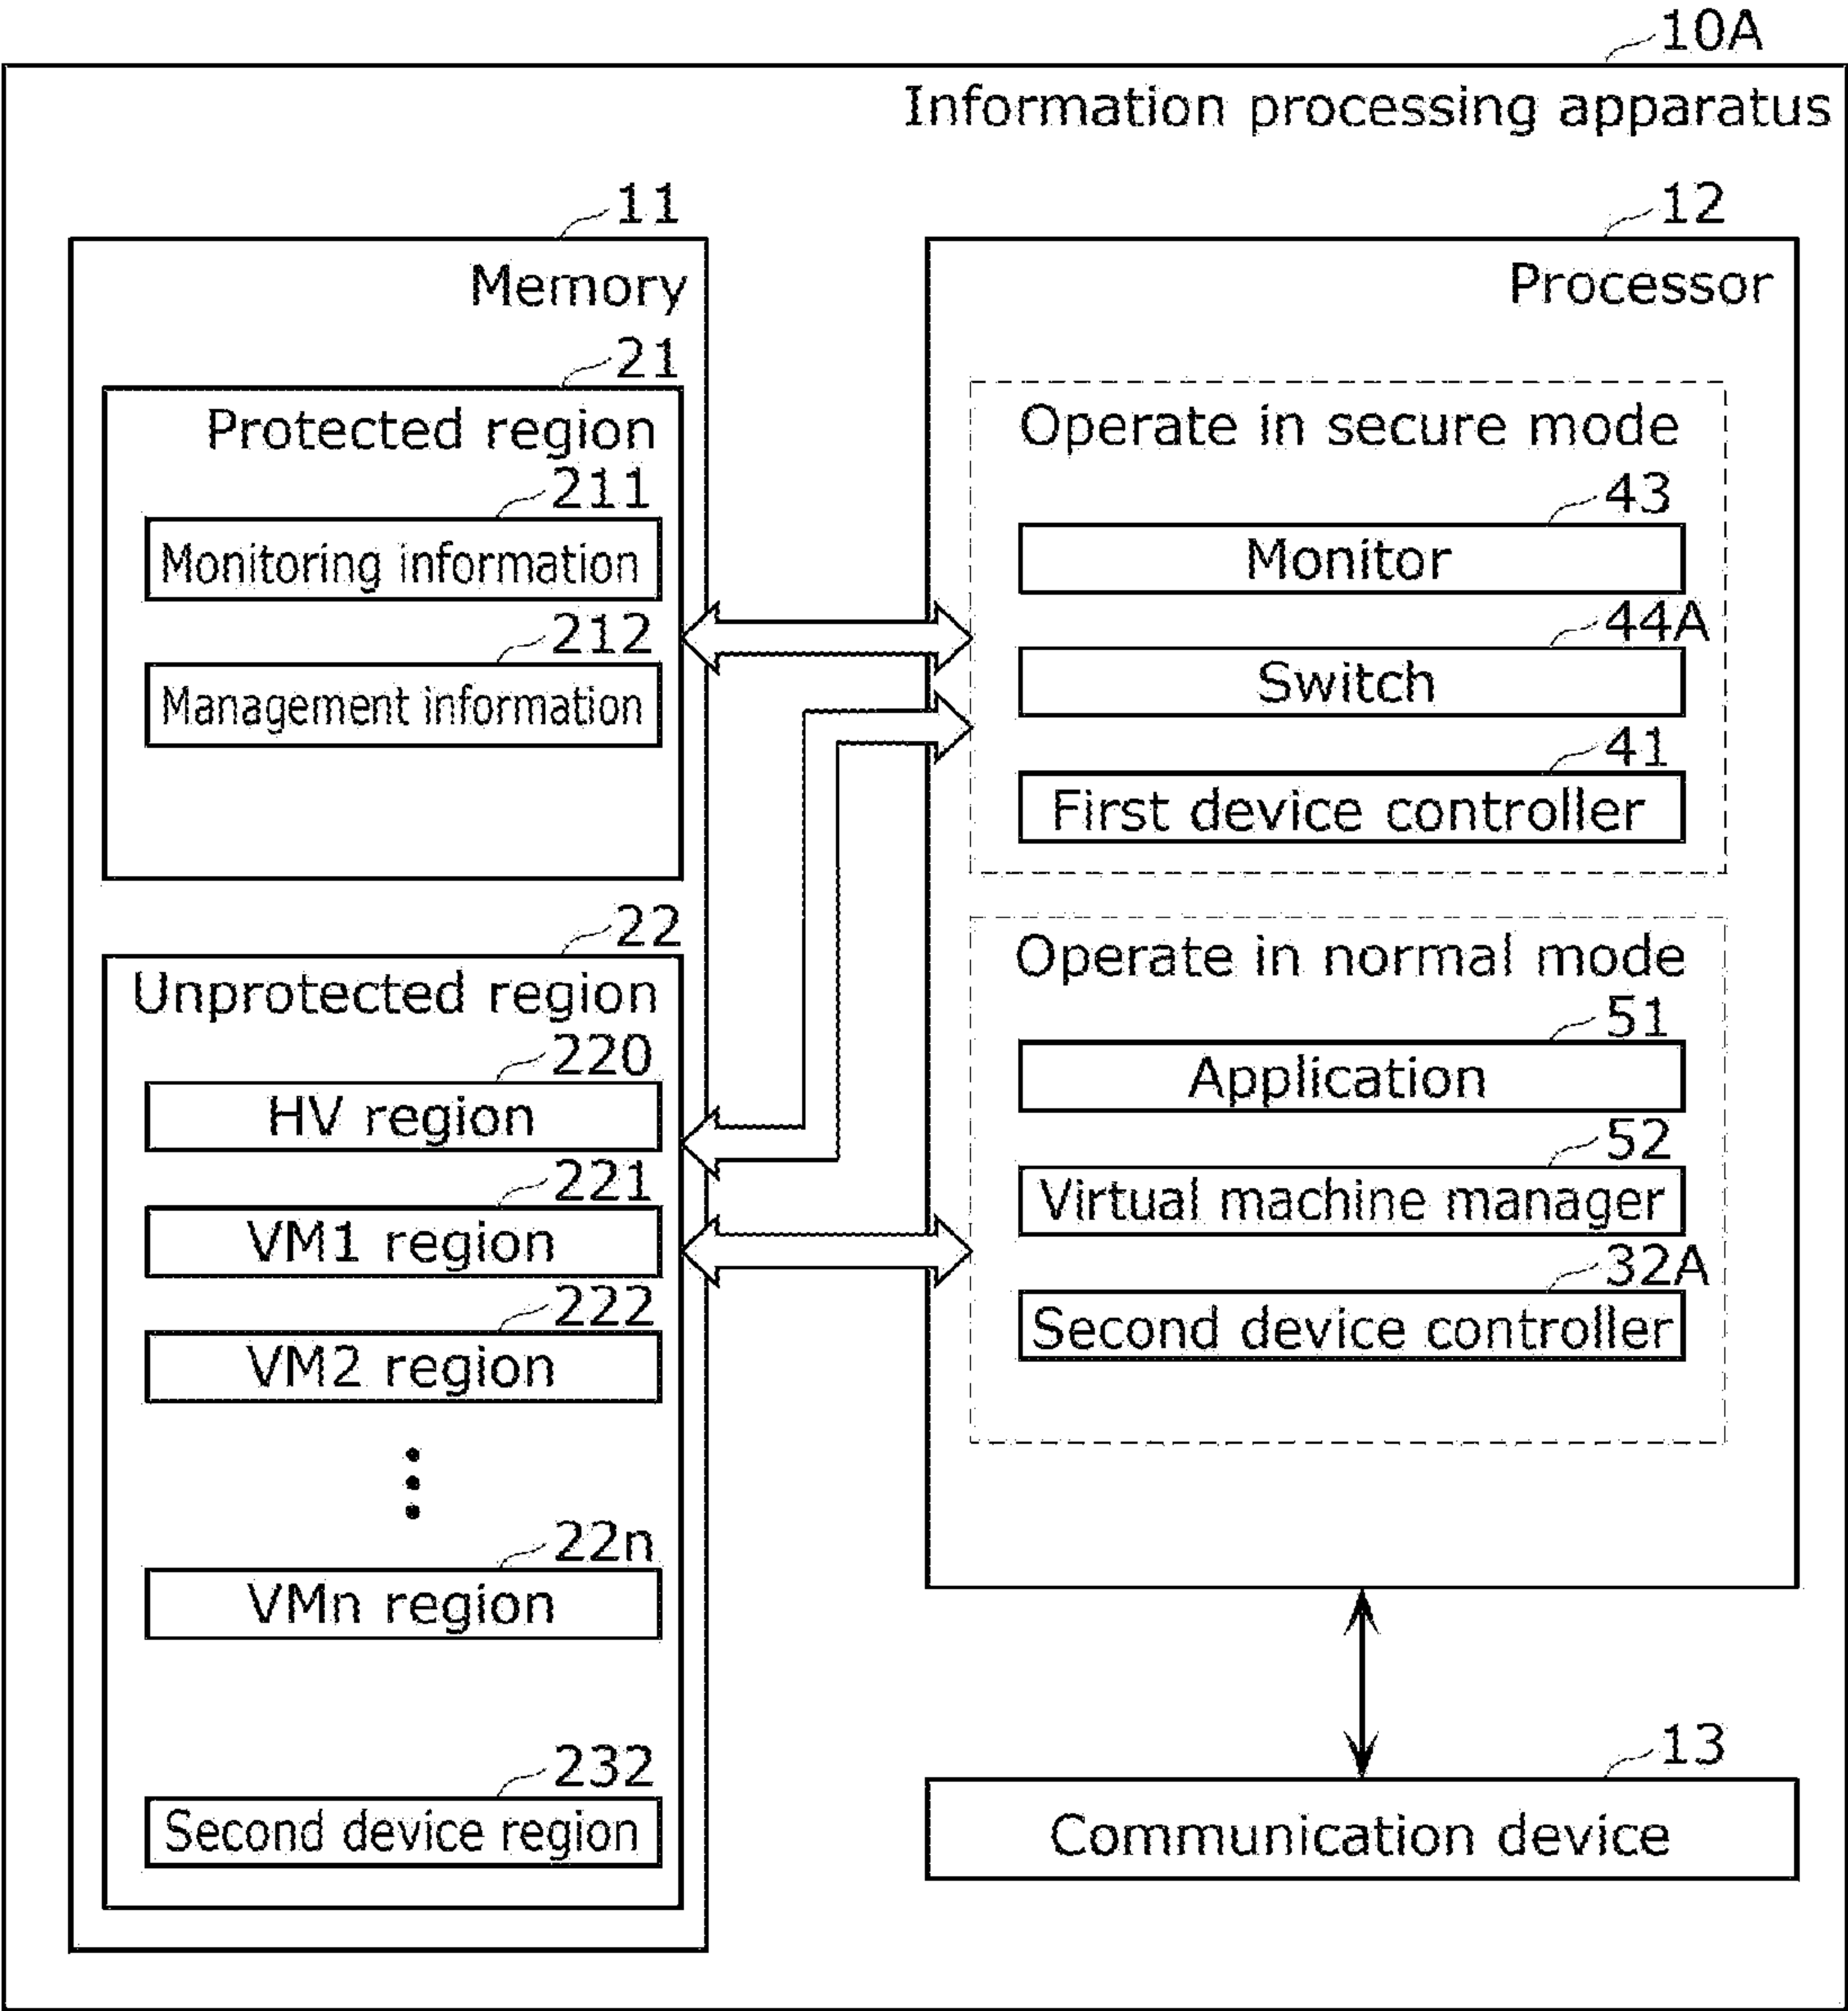 10A
Information processing apparatus
11
Memory
21
Protected region
211
Monitoring information
212
Management information
22
Unprotected region
220
HV region
221
VM1 region
222
VM2 region
22n
VMn region
232
Second device region
12
Processor
Operate in secure mode
43
Monitor
44A
Switch
41
First device controller
Operate in normal mode
51
Application
52
Virtual machine manager
32A
Second device controller
13
Communication device